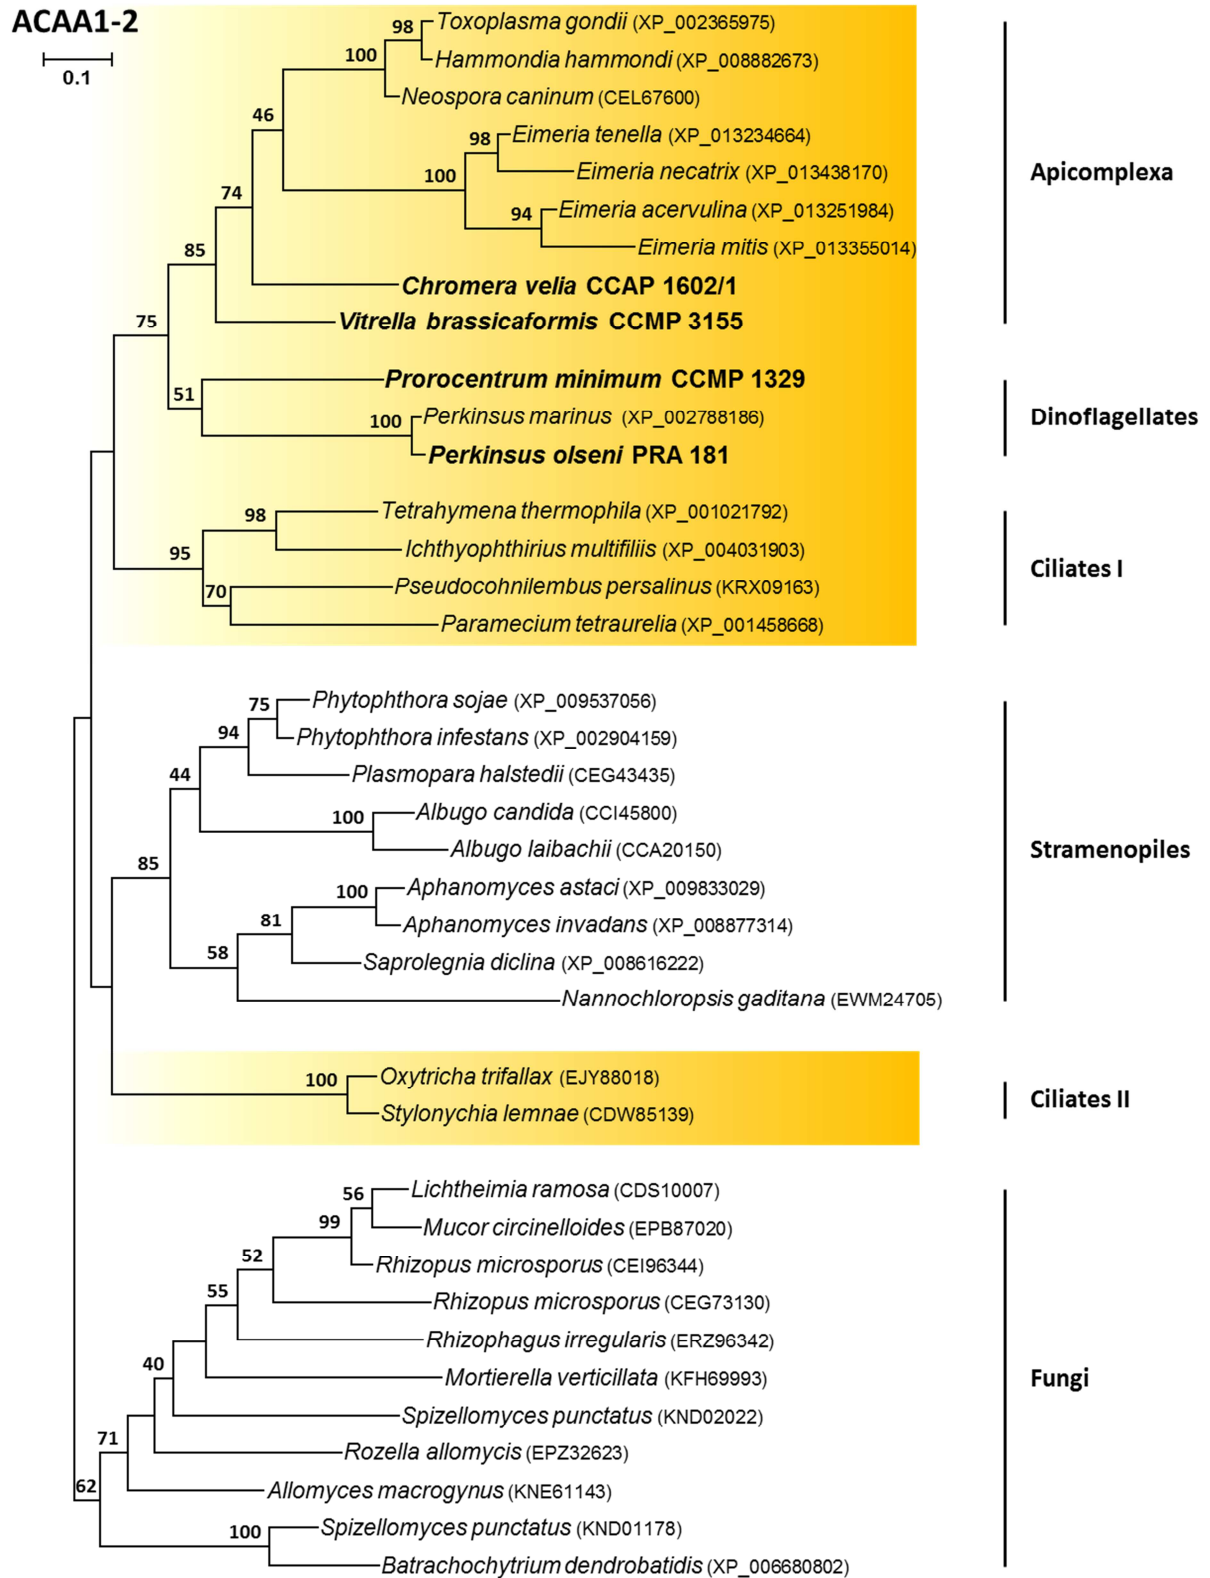 ACAA1-2
0.1
98
Toxoplasma gondii (XP_002365975)
Hammondia hammondi (XP_008882673)
100
Neospora caninum (CEL67600)
46
98
Eimeria tenella (XP_013234664)
Eimeria necatrix (XP_013438170)
100
94
Eimeria acervulina (XP_013251984)
Eimeria mitis (XP_013355014)
74
Chromera velia CCAP 1602/1
85
Vitrella brassicaformis CCMP 3155
Apicomplexa
75
Prorocentrum minimum CCMP 1329
51
100
Perkinsus marinus (XP_002788186)
Perkinsus olseni PRA 181
Dinoflagellates
98
Tetrahymena thermophila (XP_001021792)
Ichthyophthirius multifiliis (XP_004031903)
95
70
Pseudocohnilembus persalinus (KRX09163)
Paramecium tetraurelia (XP_001458668)
Ciliates I
75
Phytophthora sojae (XP_009537056)
Phytophthora infestans (XP_002904159)
94
Plasmopara halstedii (CEG43435)
44
100
Albugo candida (CCI45800)
Albugo laibachii (CCA20150)
85
100
Aphanomyces astaci (XP_009833029)
Aphanomyces invadans (XP_008877314)
81
Saprolegnia diclina (XP_008616222)
58
Nannochloropsis gaditana (EWM24705)
Stramenopiles
100
Oxytricha trifallax (EJY88018)
Stylonychia lemnae (CDW85139)
Ciliates II
56
Lichtheimia ramosa (CDS10007)
Mucor circinelloides (EPB87020)
99
Rhizopus microsporus (CEI96344)
52
Rhizopus microsporus (CEG73130)
55
Rhizophagus irregularis (ERZ96342)
Mortierella verticillata (KFH69993)
40
Spizellomyces punctatus (KND02022)
Rozella allomycis (EPZ32623)
71
Allomyces macrogynus (KNE61143)
62
100
Spizellomyces punctatus (KND01178)
Batrachochytrium dendrobatidis (XP_006680802)
Fungi